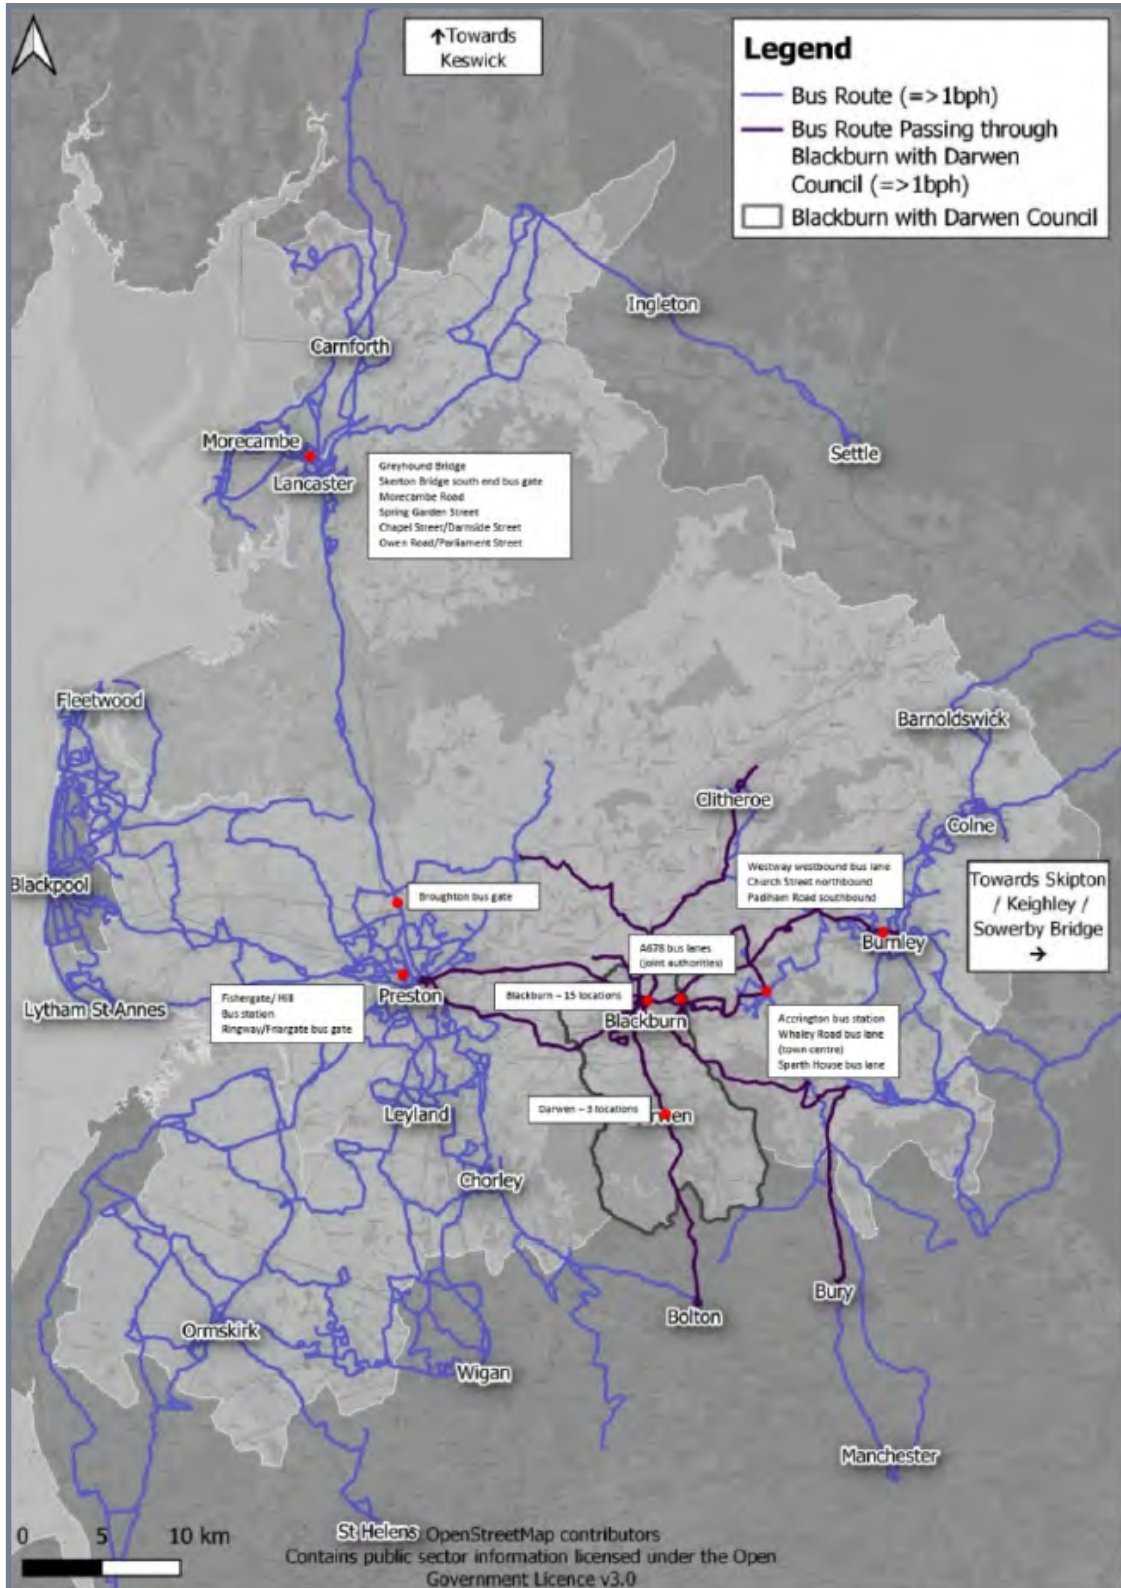 ↑Towards
Keswick
Legend
Bus Route (=>1bph)
Bus Route Passing through
Blackburn with Darwen
Council (=>1bph)
Blackburn with Darwen Council
Ingleton
Carnforth
Morecambe
Settle
Lancaster
Greyhound Bridge
Skerton Bridge south end bus gate
Morecambe Road
Spring Garden Street
Chapel Street/Damside Street
Owen Road/Parliament Street
Fleetwood
Barnoldswick
Clitheroe
Colne
Blackpool
Westway westbound bus lane
Church Street northbound
Padiham Road southbound
Towards Skipton
/ Keighley /
Sowerby Bridge
→
Broughton bus gate
Burnley
A678 bus lanes
(joint authorities)
Preston
Blackburn – 15 locations
Lytham St Annes
Fishergate/ Hill
Bus station
Ringway/Friargate bus gate
Blackburn
Accrington bus station
Whaley Road bus lane
(town centre)
Sparth House bus lane
Leyland
Darwen – 3 locations
wen
Chorley
Bury
Bolton
Ormskirk
Wigan
Manchester
0 5 10 km
St Helens
OpenStreetMap contributors
Contains public sector information licensed under the Open
Government Licence v3.0